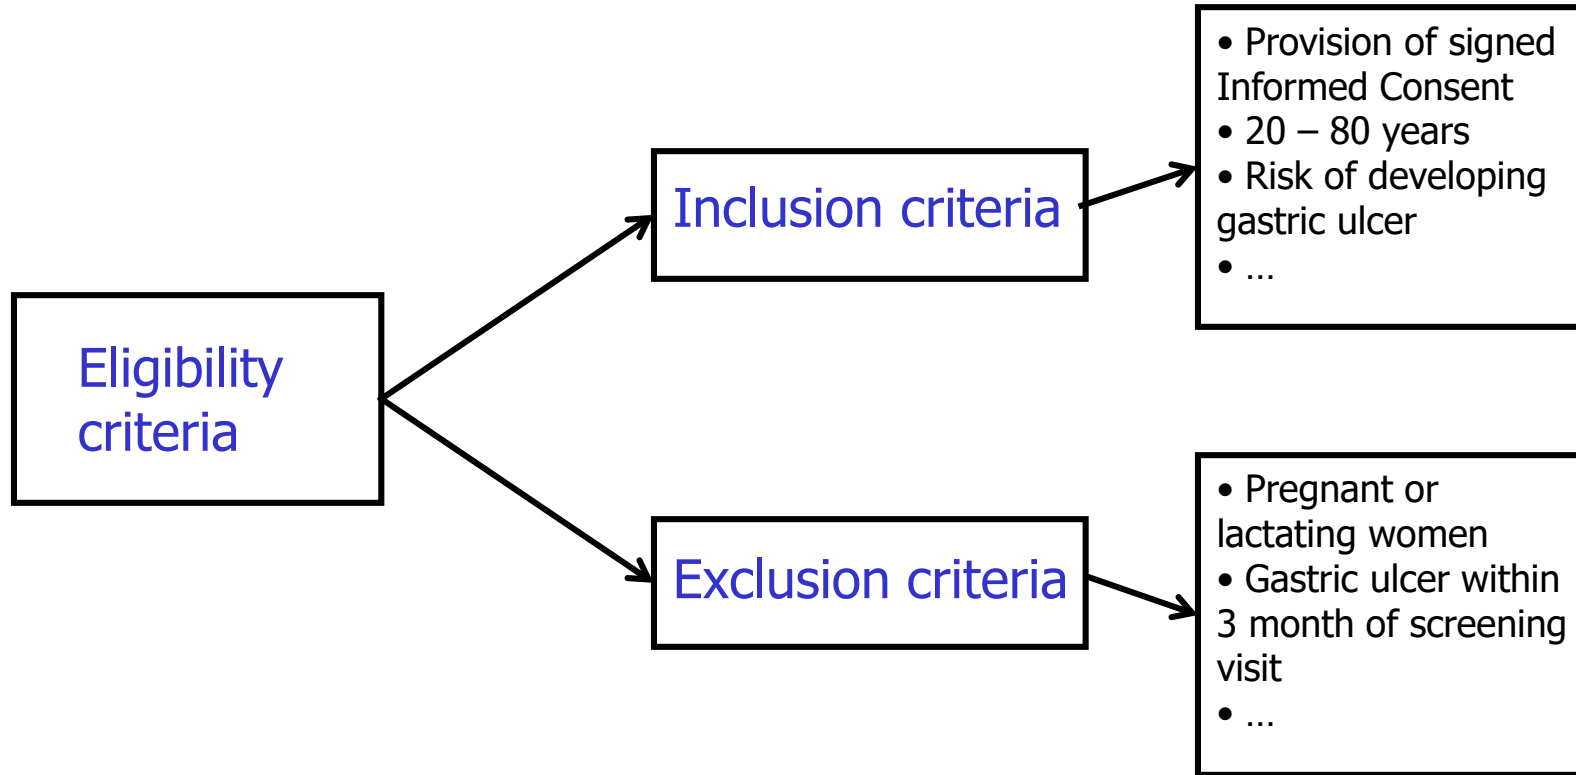 Eligibility
criteria
Inclusion criteria
• Provision of signed
Informed Consent
• 20 – 80 years
• Risk of developing
gastric ulcer
• …
Exclusion criteria
• Pregnant or
lactating women
• Gastric ulcer within
3 month of screening
visit
• …